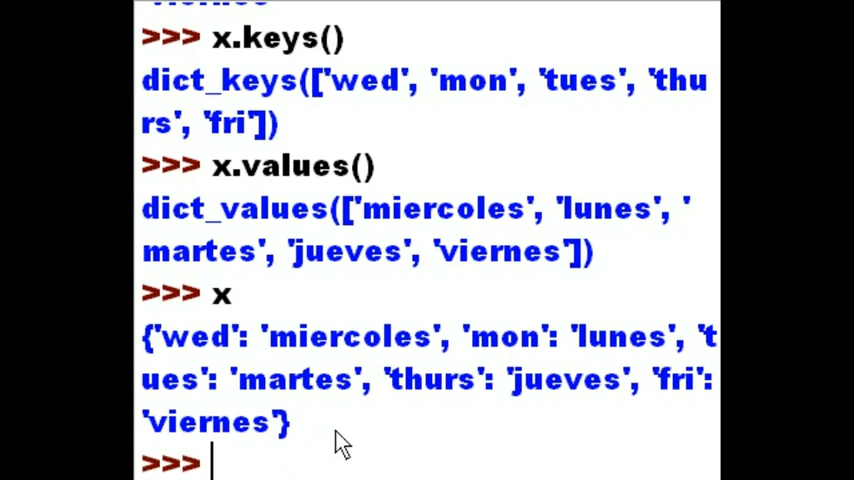 viernes
>>> x.keys()
dict_keys(['wed', 'mon', 'tues', 'thu
rs', 'fri'])
>>> x.values()
dict_values(['miercoles', 'lunes', '
martes', 'jueves', 'viernes'])
>>> x
{'wed': 'miercoles', 'mon': 'lunes', 't
ues': 'martes', 'thurs': 'jueves', 'fri':
'viernes'}
>>>